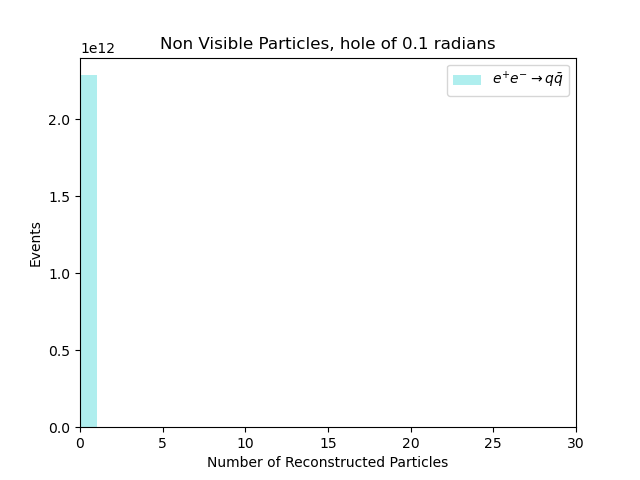 Non Visible Particles, hole of 0.1 radians
1e12
e⁺e⁻ → qq̄
2.0
1.5
1.0
0.5
0.0
Events
0 5 10 15 20 25 30
Number of Reconstructed Particles